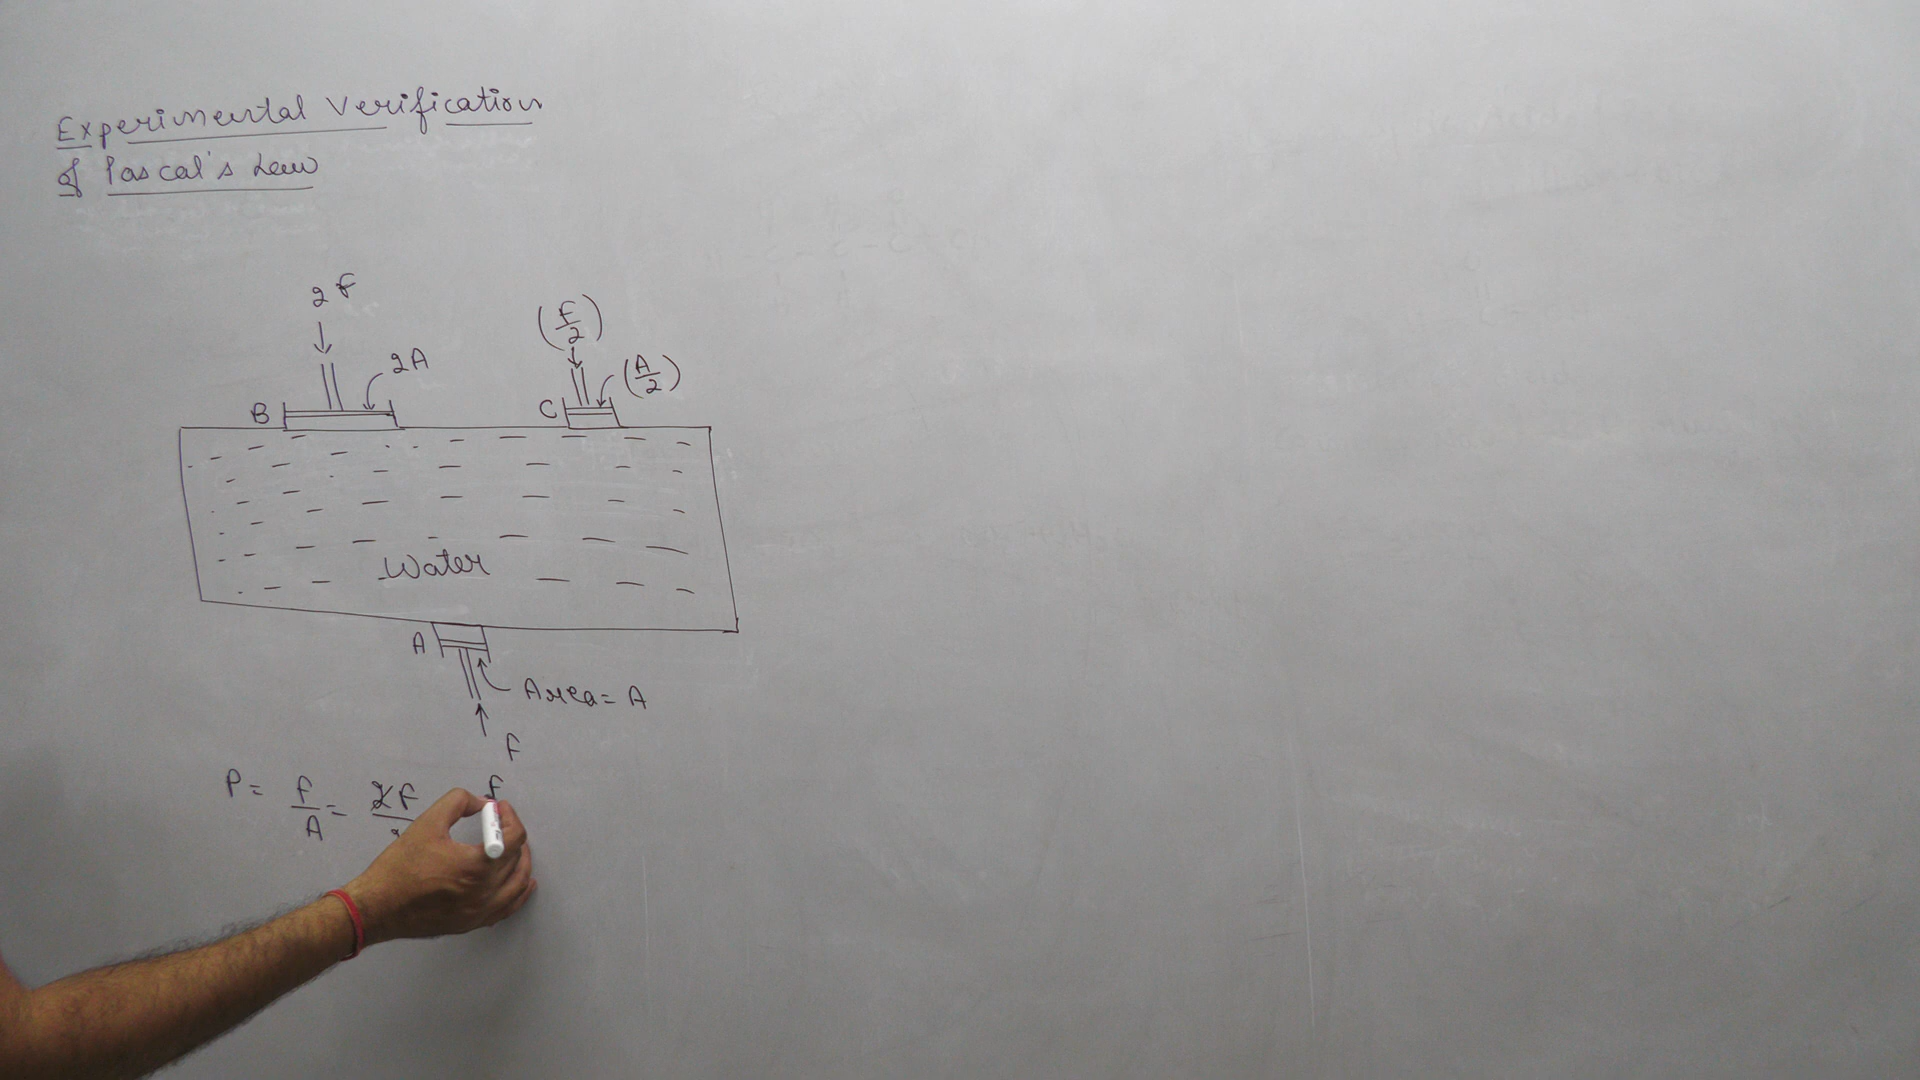 Experimental Verification
of Pascal's Law
2F
(F/2)
2A
(A/2)
B
C
Water
A
Area = A
F
P = F/A = 2F
F